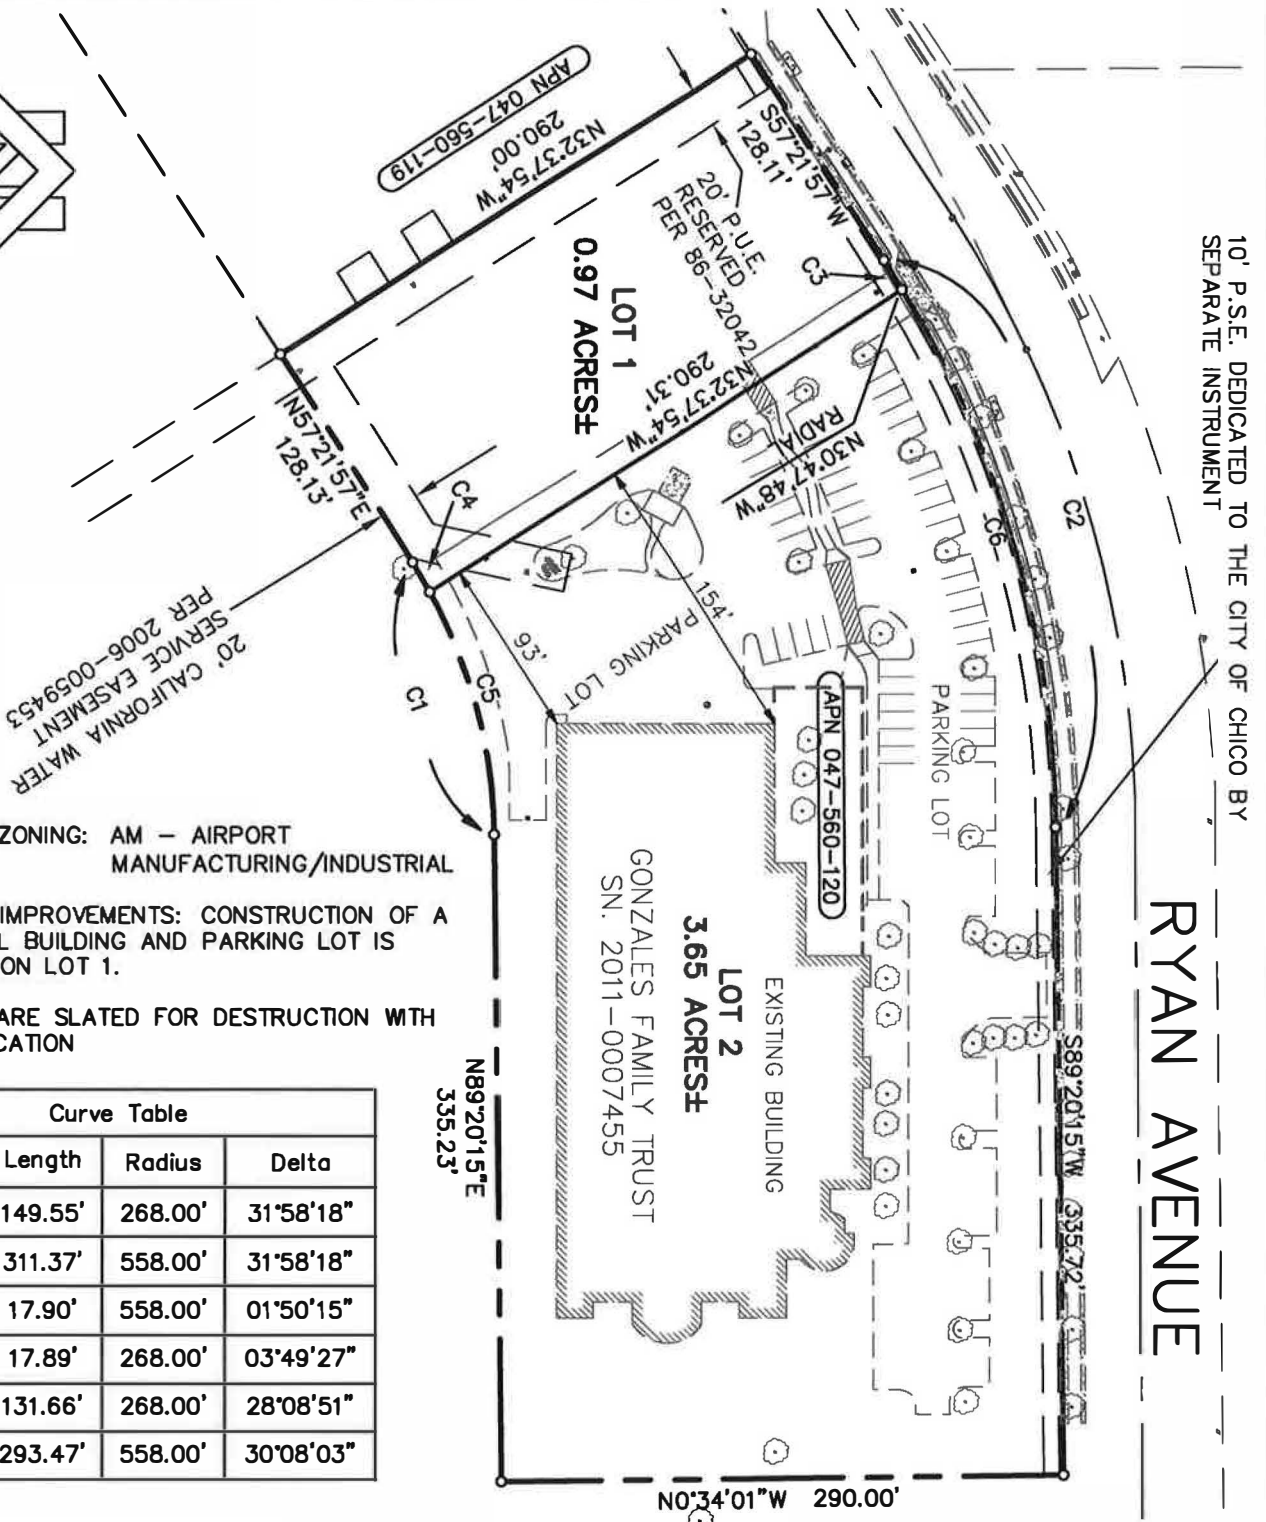 10' P.S.E. DEDICATED TO THE CITY OF CHICO BY
SEPARATE INSTRUMENT
RYAN AVENUE
APN 047-560-119
N32°37'54"W
290.00'
S57°21'57"W
128.11'
20' P.U.E.
RESERVED
PER 86-32042
C3
LOT 1
0.97 ACRES±
N32°37'54"W
290.31'
N30°47'48"W
RADIAL
C2
C6
N57°21'57"E
128.13'
C4
C5
C1
93'
154'
PARKING LOT
PARKING LOT
20' CALIFORNIA WATER
SERVICE EASEMENT
PER 2006-0059453
APN 047-560-120
EXISTING BUILDING
LOT 2
3.65 ACRES±
GONZALES FAMILY TRUST
SN. 2011-0007455
S89°20'15"W 335.72'
N89°20'15"E
335.23'
N0°34'01"W 290.00'
ZONING: AM – AIRPORT
MANUFACTURING/INDUSTRIAL
IMPROVEMENTS: CONSTRUCTION OF A
L BUILDING AND PARKING LOT IS
ON LOT 1.
ARE SLATED FOR DESTRUCTION WITH
CATION
Curve Table
Length Radius Delta
149.55' 268.00' 31°58'18"
311.37' 558.00' 31°58'18"
17.90' 558.00' 01°50'15"
17.89' 268.00' 03°49'27"
131.66' 268.00' 28°08'51"
293.47' 558.00' 30°08'03"